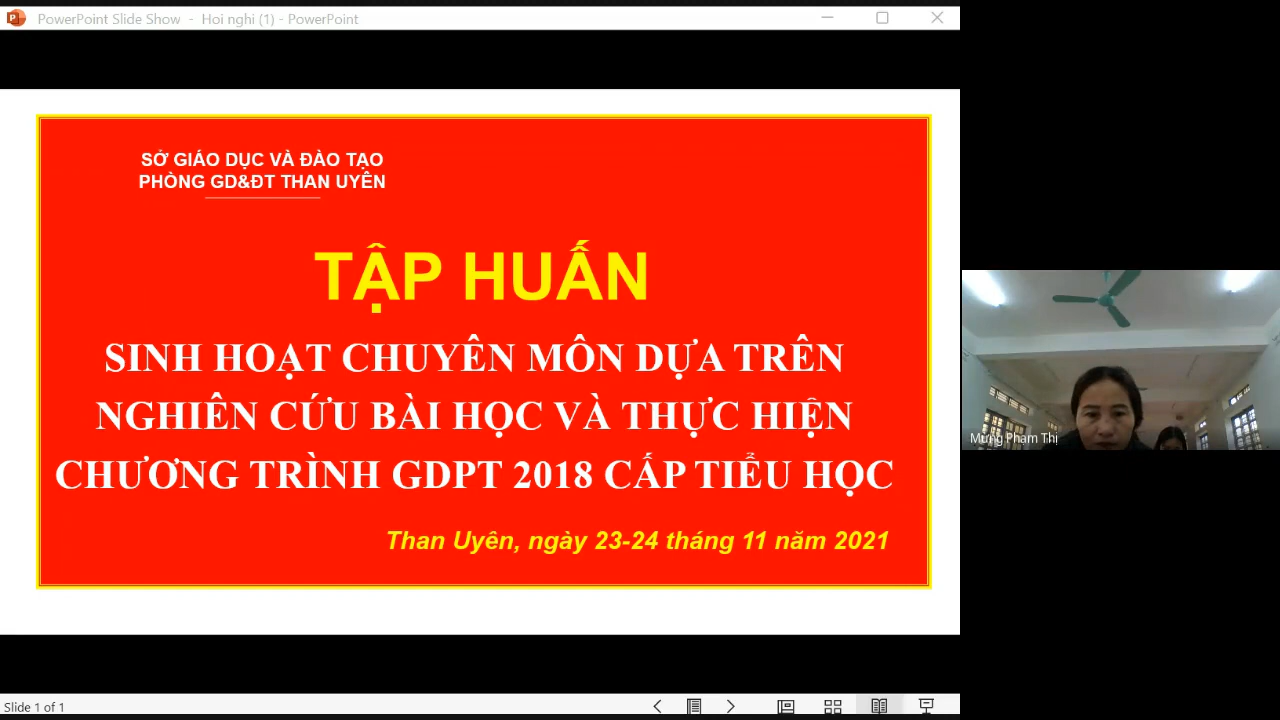 PowerPoint Slide Show - Hoi nghi (1) - PowerPoint
SỞ GIÁO DỤC VÀ ĐÀO TẠO
PHÒNG GD&ĐT THAN UYÊN
TẬP HUẤN
SINH HOẠT CHUYÊN MÔN DỰA TRÊN
NGHIÊN CỨU BÀI HỌC VÀ THỰC HIỆN
CHƯƠNG TRÌNH GDPT 2018 CẤP TIỂU HỌC
Than Uyên, ngày 23-24 tháng 11 năm 2021
Mừng Phạm Thị
Slide 1 of 1